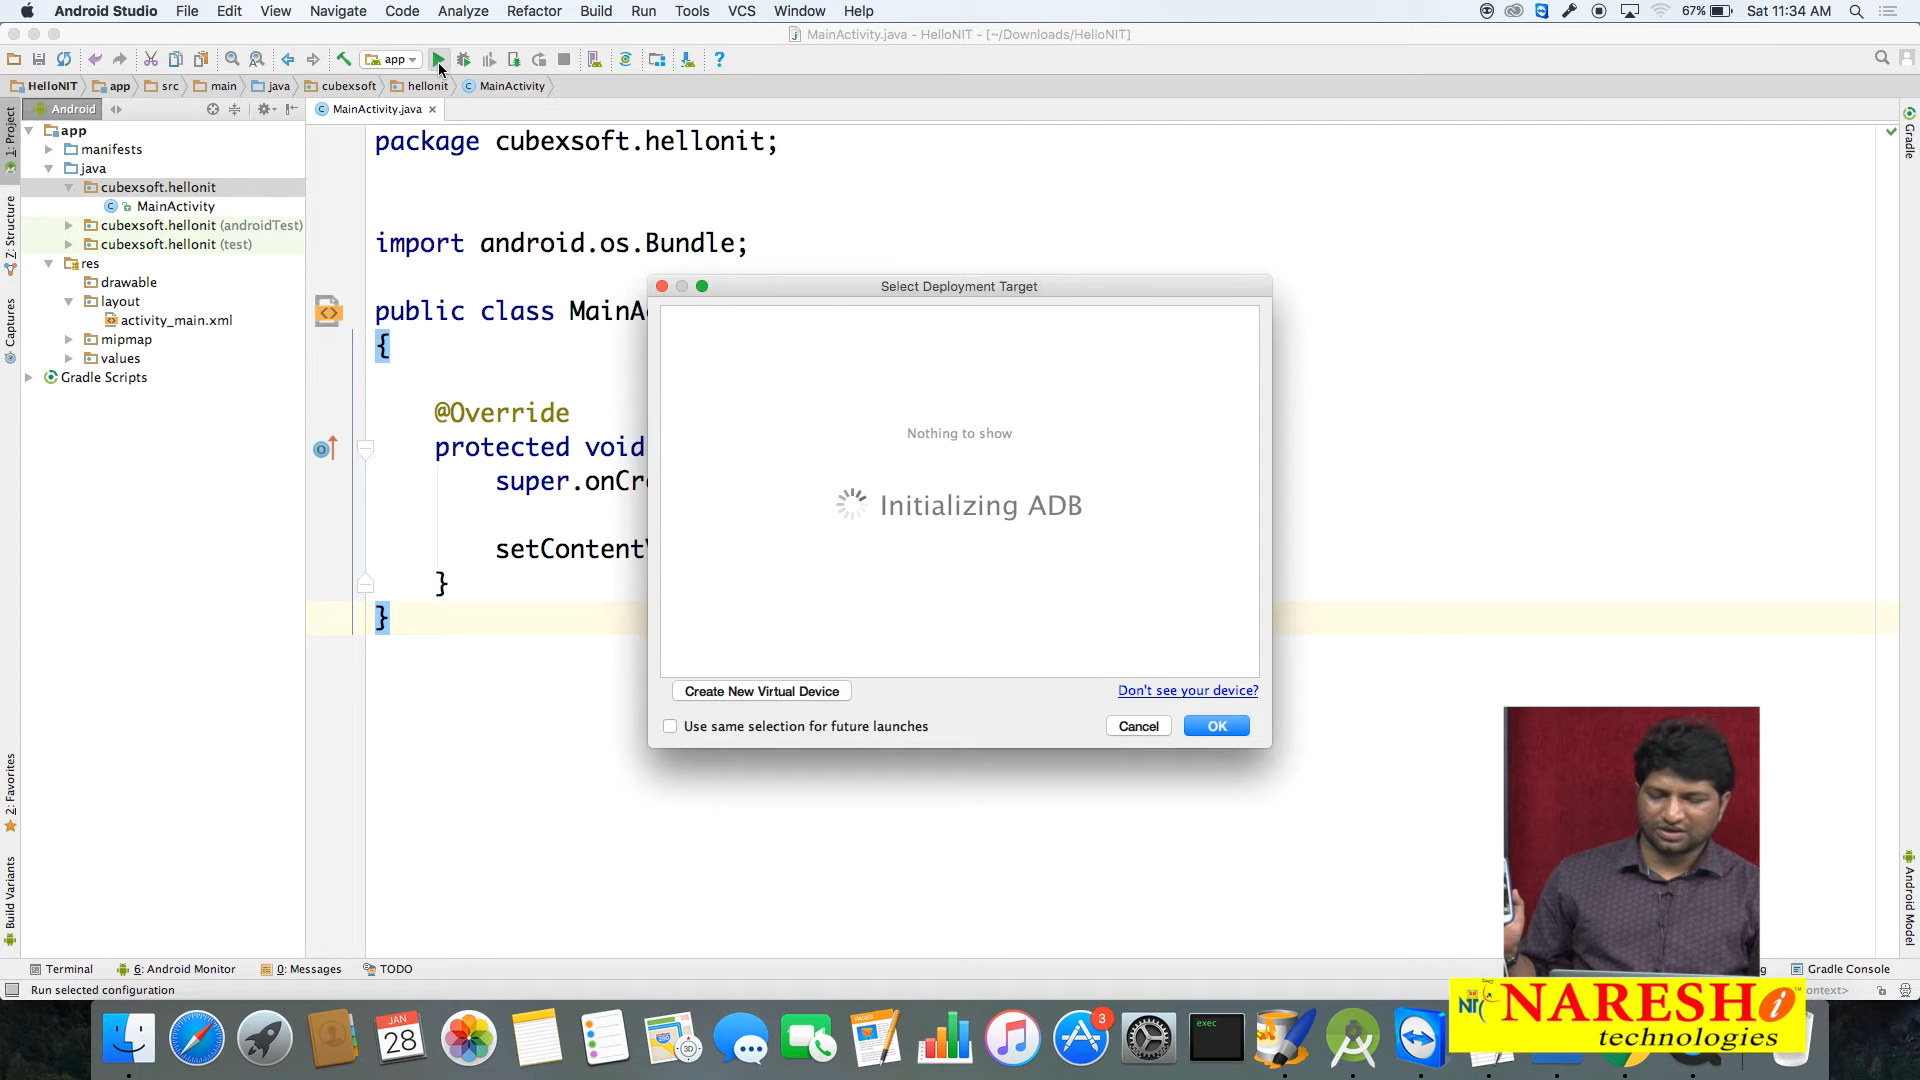 Android Studio File Edit View Navigate Code Analyze Refactor Build Run Tools VCS Window Help 67% Sat 11:34 AM
MainActivity.java - HelloNIT - [~/Downloads/HelloNIT]
app ?
HelloNIT app src main java cubexsoft hellonit MainActivity
Android MainActivity.java
1: Project
Z: Structure
Captures
2: Favorites
Build Variants
app
manifests
java
cubexsoft.hellonit
MainActivity
cubexsoft.hellonit (androidTest)
cubexsoft.hellonit (test)
res
drawable
layout
activity_main.xml
mipmap
values
Gradle Scripts
package cubexsoft.hellonit;
import android.os.Bundle;
public class MainA
{
@Override
protected void
super.onCr
setContent
}
}
Select Deployment Target
Nothing to show
Initializing ADB
Create New Virtual Device Don't see your device?
Use same selection for future launches Cancel OK
Gradle
Android Model
Terminal 6: Android Monitor 0: Messages TODO Gradle Console
Run selected configuration
JAN
28
3
exec
NARESH i
technologies